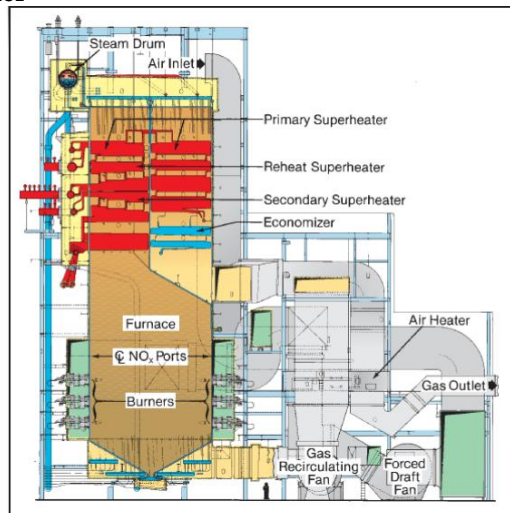 Steam Drum
Air Inlet
Primary Superheater
Reheat Superheater
Secondary Superheater
Economizer
Furnace
Air Heater
℄ NOx Ports
Gas Outlet
Burners
Gas
Recirculating
Fan
Forced
Draft
Fan